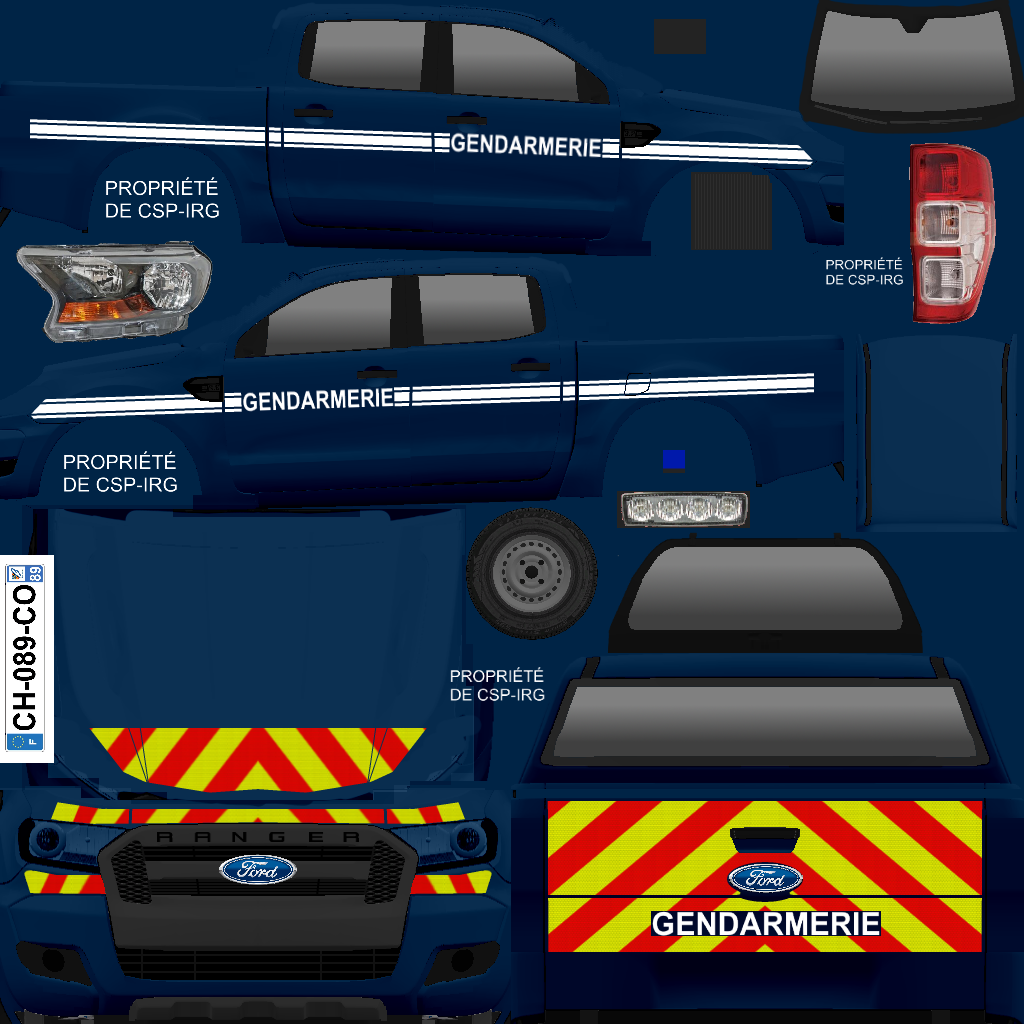 GENDARMERIE
PROPRIÉTÉ
DE CSP-IRG
PROPRIÉTÉ
DE CSP-IRG
GENDARMERIE
PROPRIÉTÉ
DE CSP-IRG
CH-089-CO
89
F
PROPRIÉTÉ
DE CSP-IRG
RANGER
Ford
Ford
GENDARMERIE